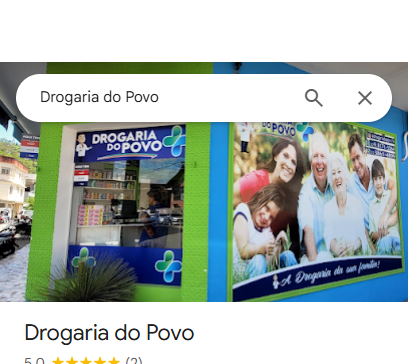 Drogaria do Povo
DROGARIA
DO POVO
DO POVO
A Drogaria da sua família!
Drogaria do Povo
5,0
(2)